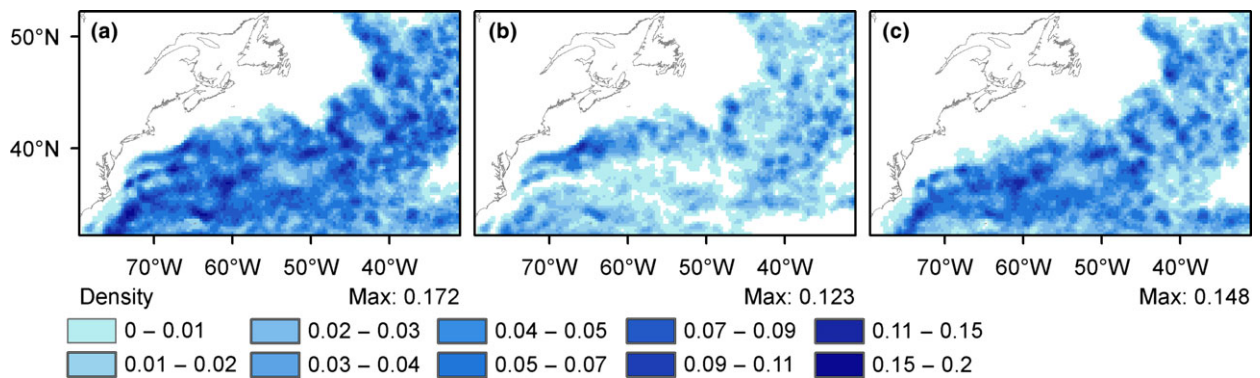 (a) (b) (c)
50°N
40°N
70°W 60°W 50°W 40°W 70°W 60°W 50°W 40°W 70°W 60°W 50°W 40°W
Density Max: 0.172 Max: 0.123 Max: 0.148
0 – 0.01 0.02 – 0.03 0.04 – 0.05 0.07 – 0.09 0.11 – 0.15
0.01 – 0.02 0.03 – 0.04 0.05 – 0.07 0.09 – 0.11 0.15 – 0.2